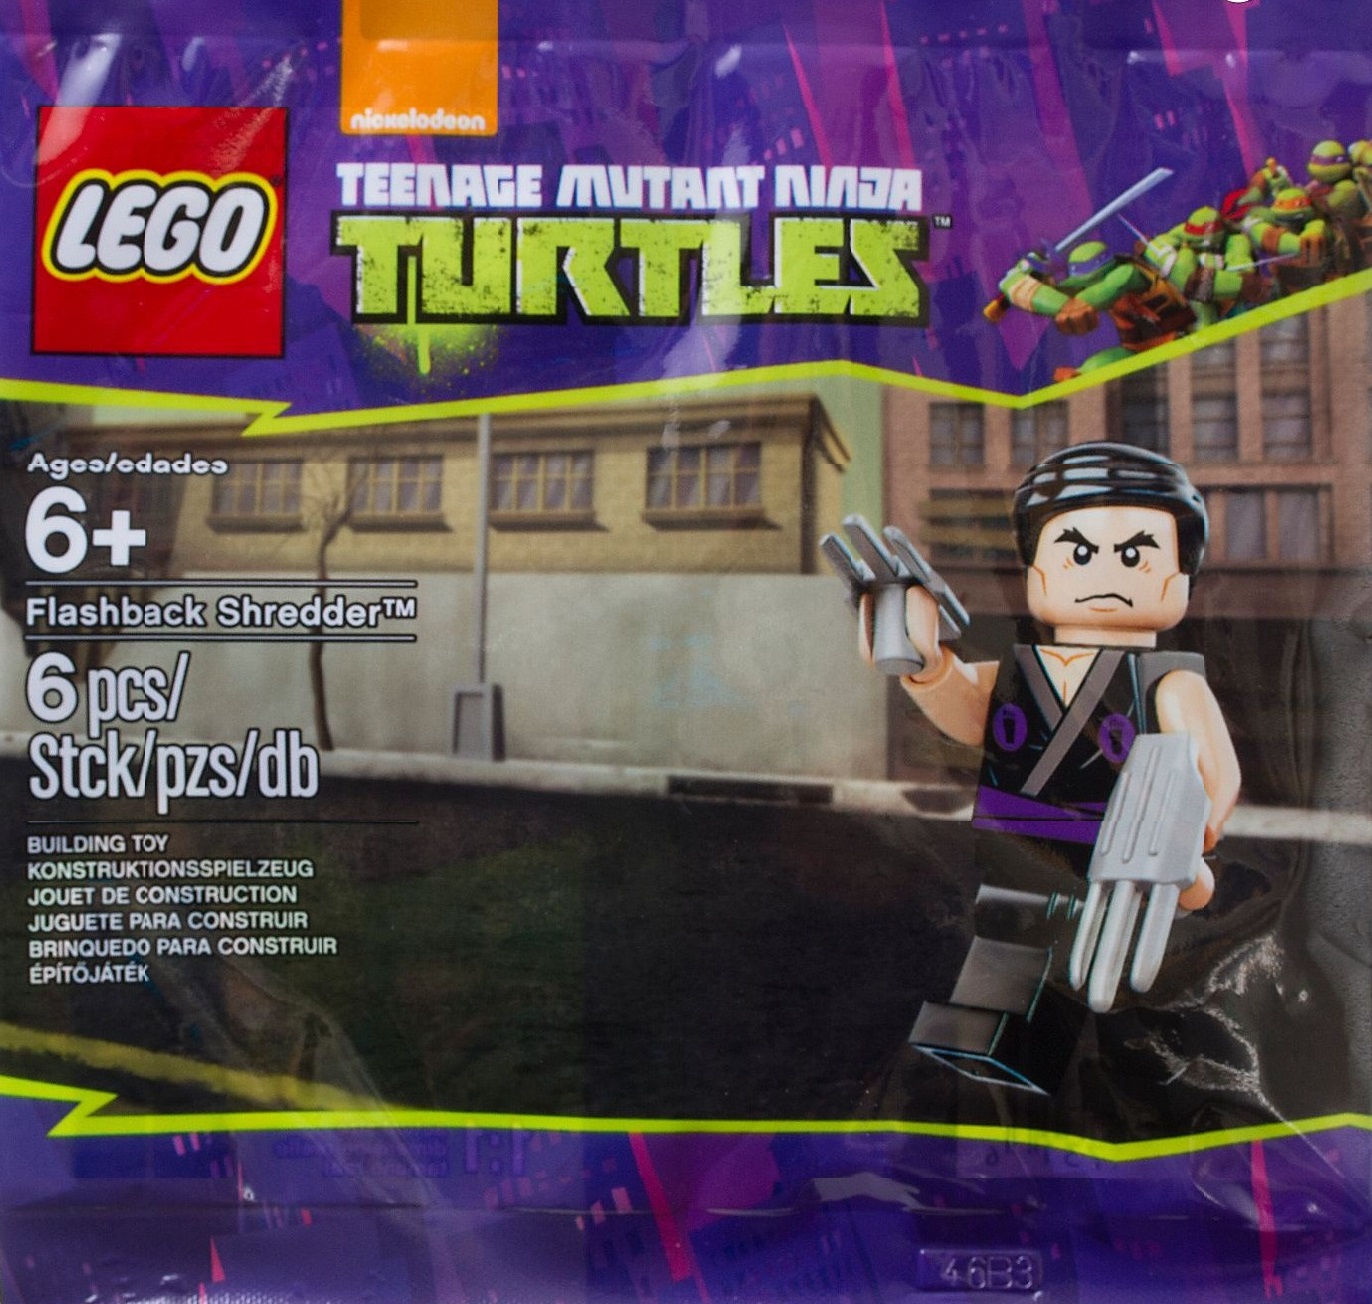 nickelodeon
LEGO
TEENAGE MUTANT NINJA
TURTLES™
Ages/edades
6+
Flashback Shredder™
6 pcs/
Stck/pzs/db
BUILDING TOY
KONSTRUKTIONSSPIELZEUG
JOUET DE CONSTRUCTION
JUGUETE PARA CONSTRUIR
BRINQUEDO PARA CONSTRUIR
ÉPÍTŐJÁTÉK
46B3